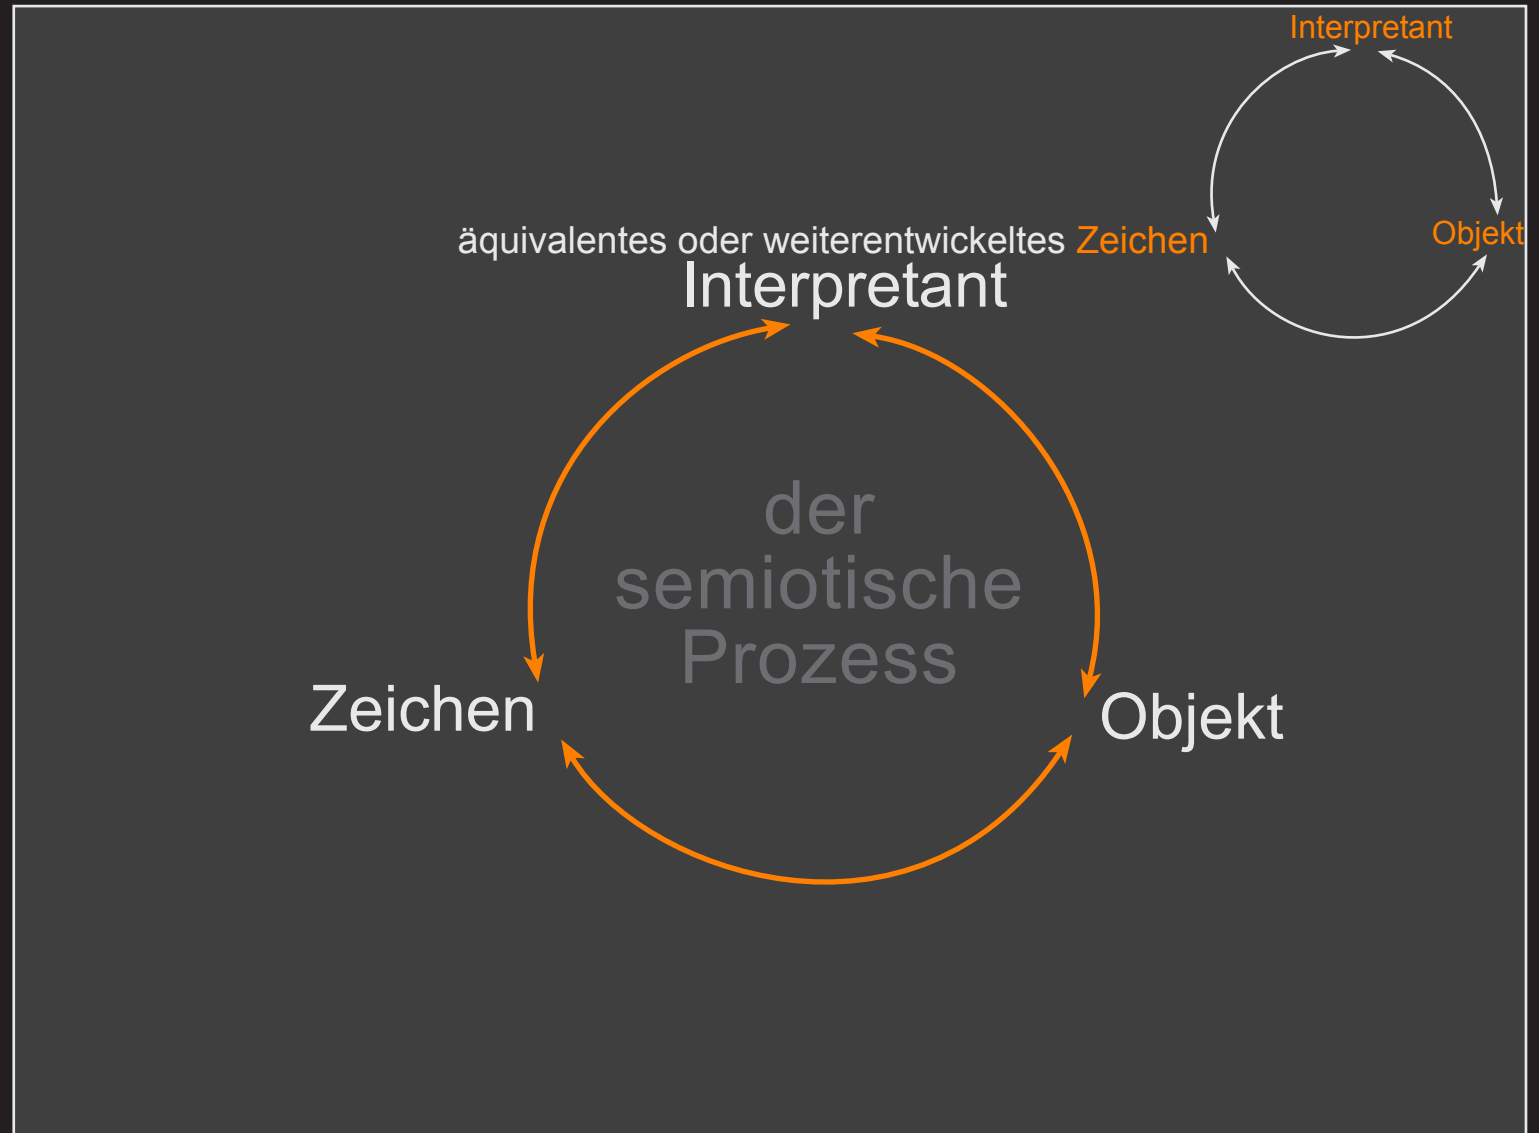 Interpretant
Objekt
äquivalentes oder weiterentwickeltes Zeichen
Interpretant
der
semiotische
Prozess
Zeichen
Objekt